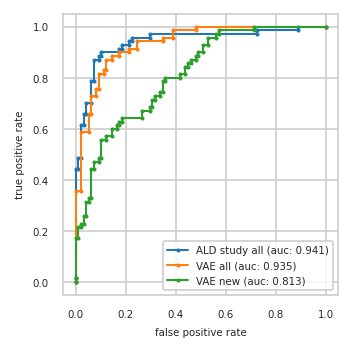 true positive rate
1.0
0.8
0.6
0.4
0.2
0.0
ALD study all (auc: 0.941)
VAE all (auc: 0.935)
VAE new (auc: 0.813)
0.0 0.2 0.4 0.6 0.8 1.0
false positive rate